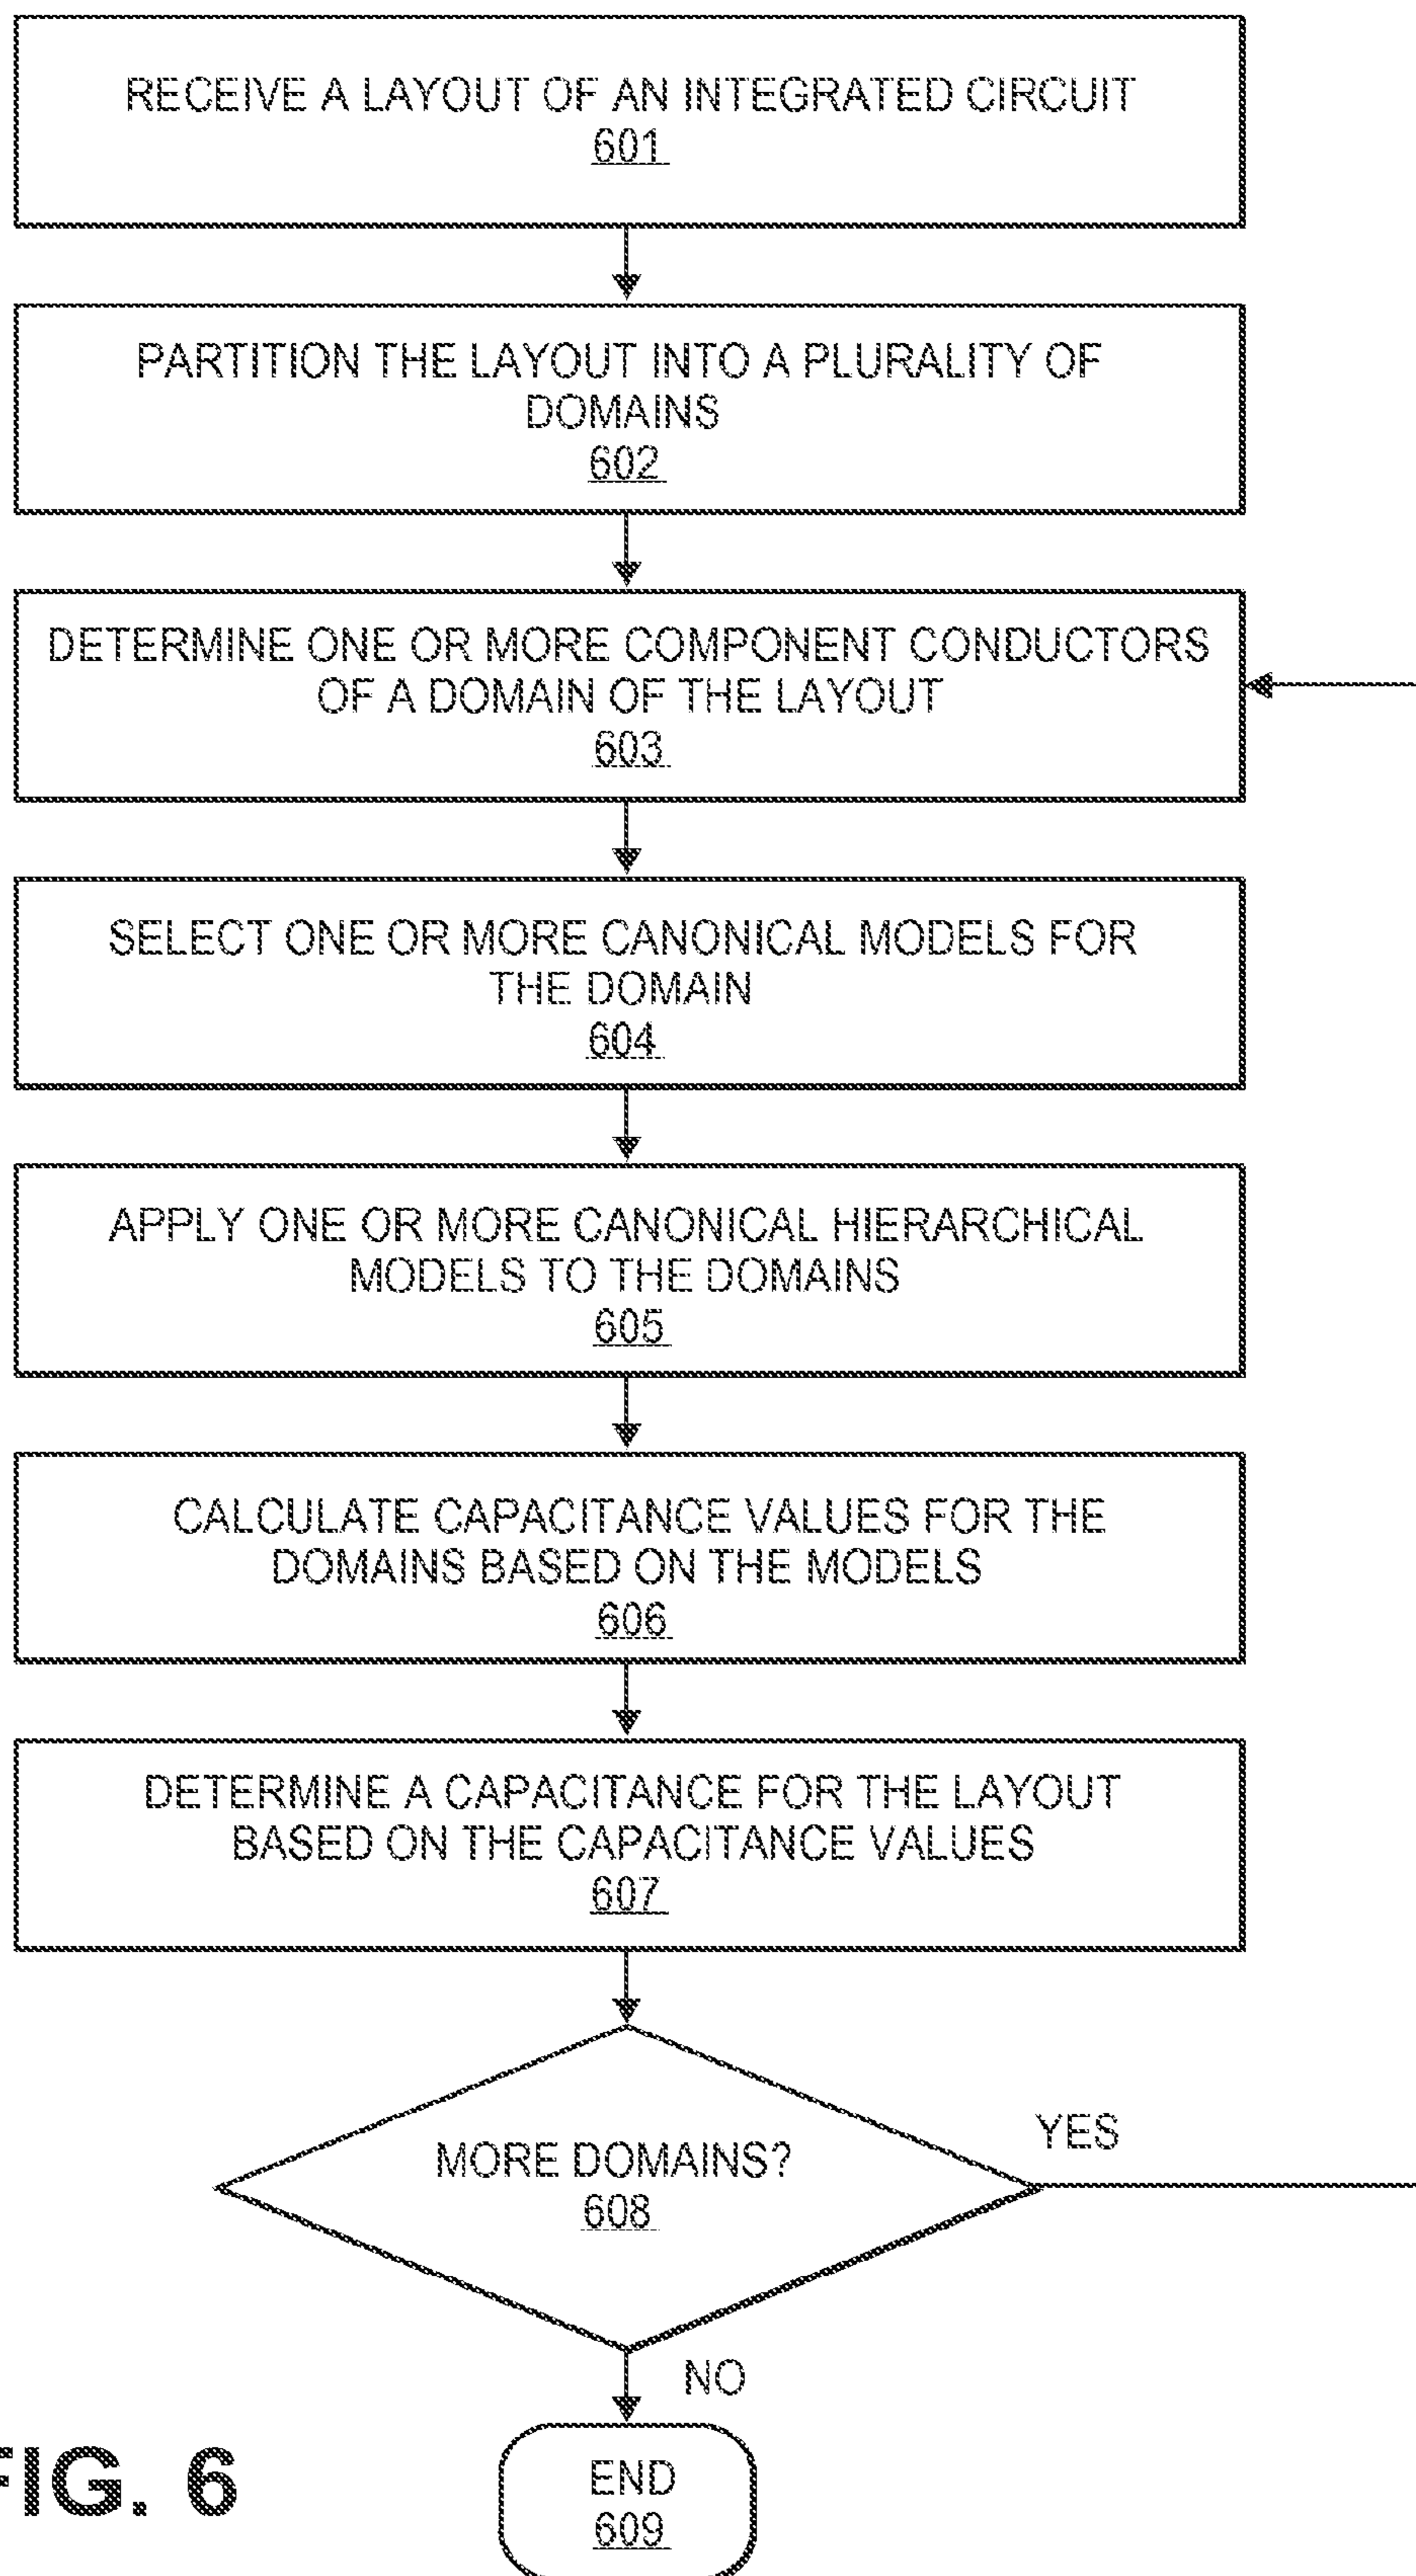 RECEIVE A LAYOUT OF AN INTEGRATED CIRCUIT
601
PARTITION THE LAYOUT INTO A PLURALITY OF
DOMAINS
602
DETERMINE ONE OR MORE COMPONENT CONDUCTORS
OF A DOMAIN OF THE LAYOUT
603
SELECT ONE OR MORE CANONICAL MODELS FOR
THE DOMAIN
604
APPLY ONE OR MORE CANONICAL HIERARCHICAL
MODELS TO THE DOMAINS
605
CALCULATE CAPACITANCE VALUES FOR THE
DOMAINS BASED ON THE MODELS
606
DETERMINE A CAPACITANCE FOR THE LAYOUT
BASED ON THE CAPACITANCE VALUES
607
YES
MORE DOMAINS?
608
NO
END
609
FIG. 6